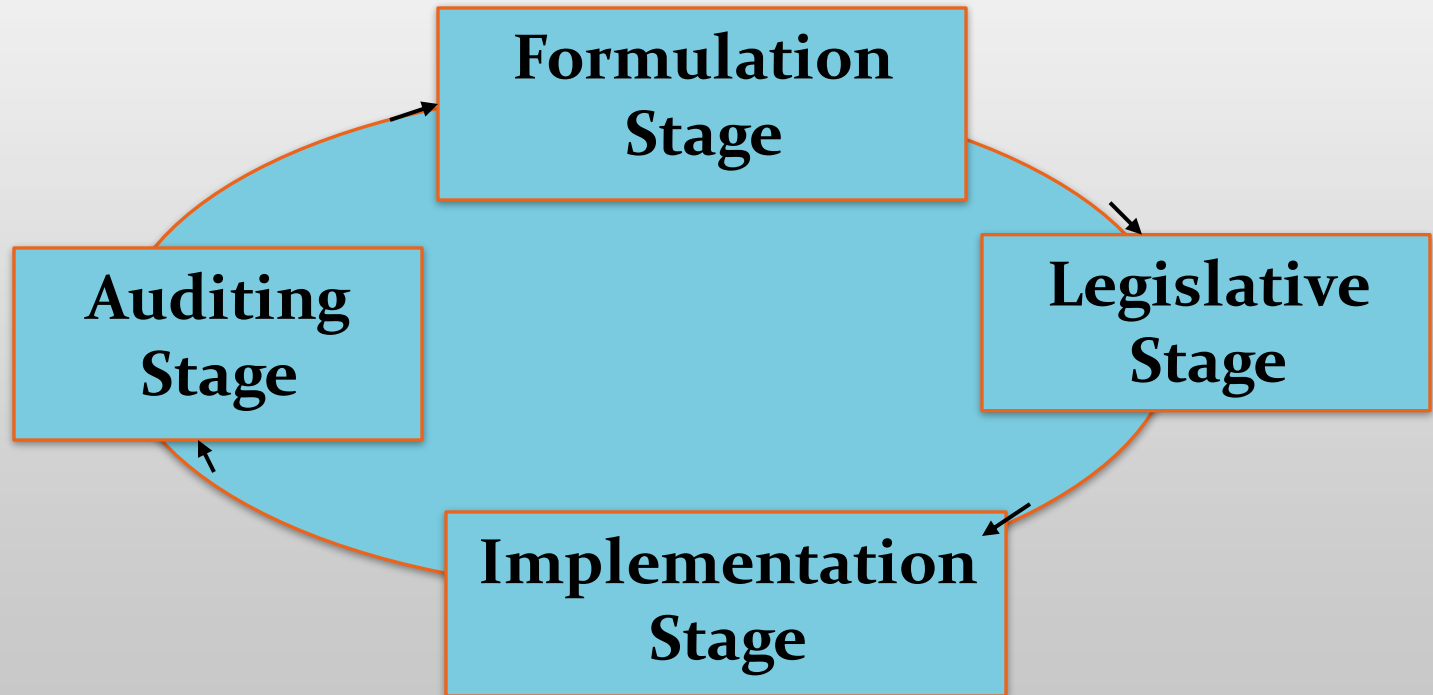 Formulation
Stage
Legislative
Stage
Implementation
Stage
Auditing
Stage